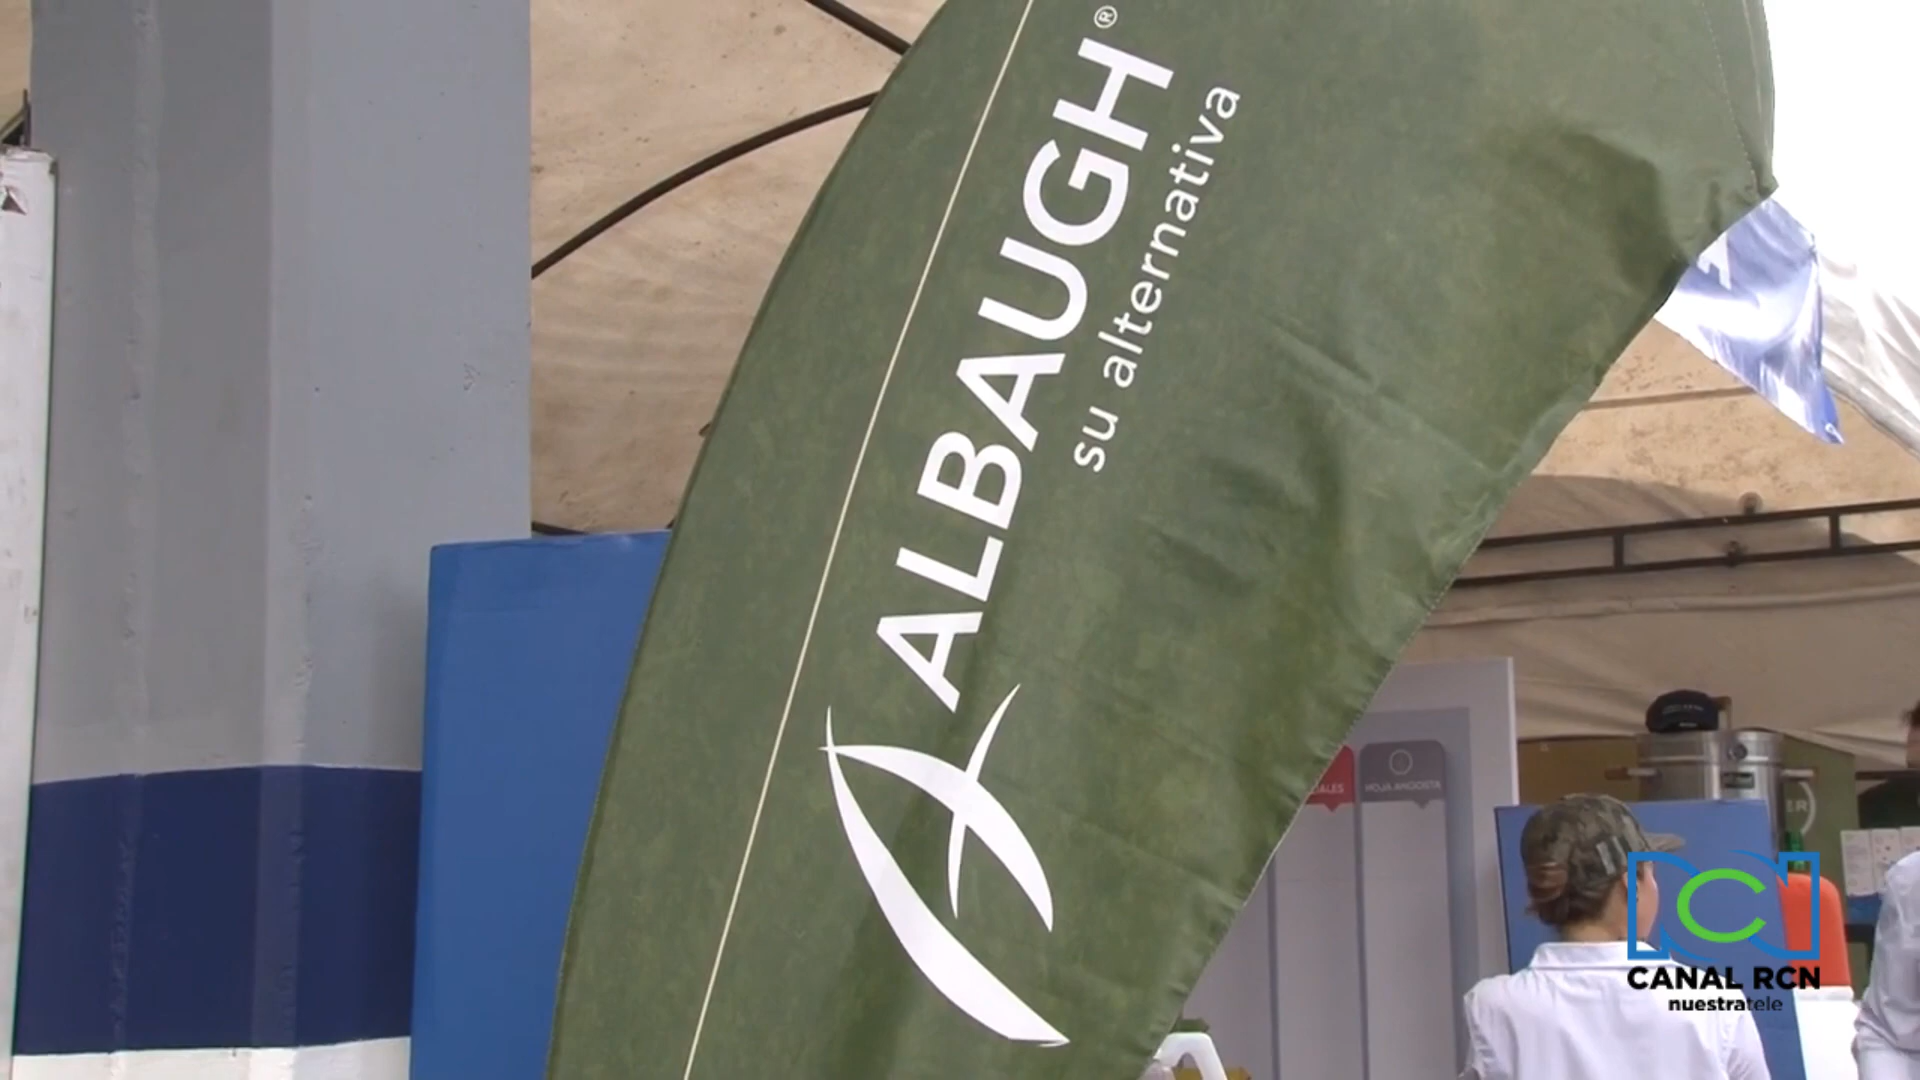 ALBAUGH®
su alternativa
HOJA ANGOSTA
CANAL RCN
nuestratele